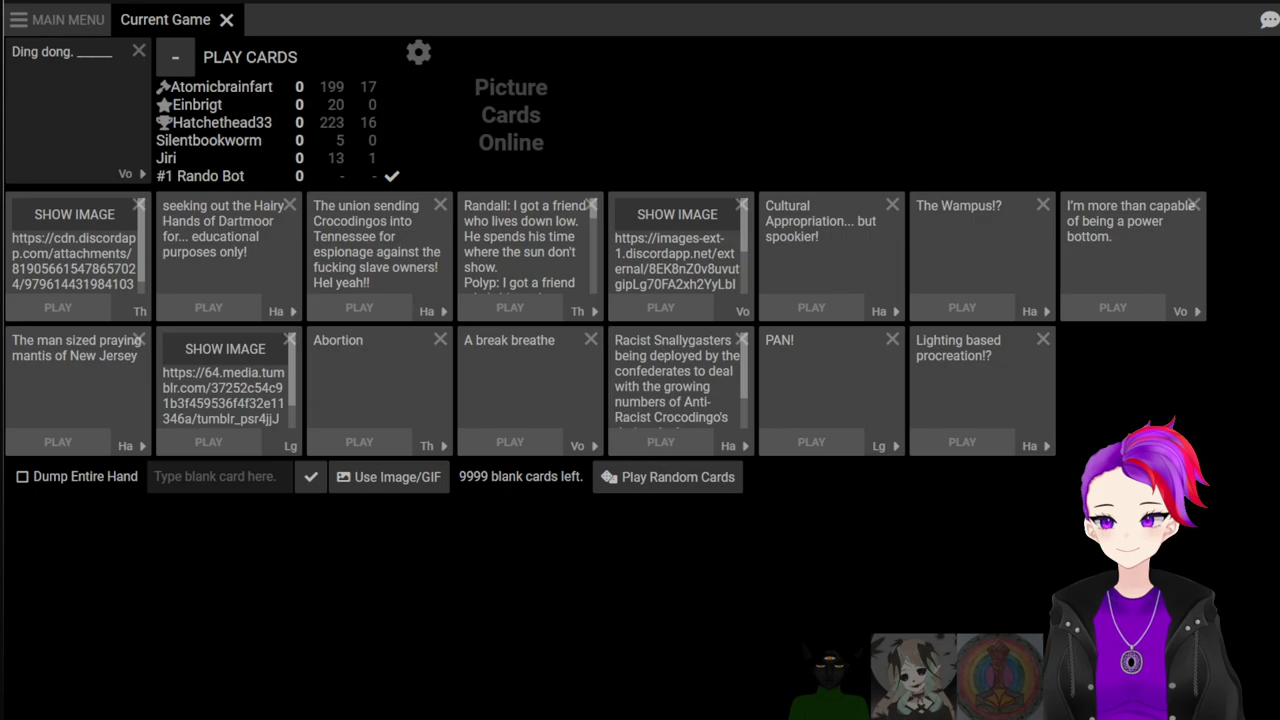 MAIN MENU
Current Game
Ding dong. ______
Vo
-
PLAY CARDS
Atomicbrainfart 0 199 17
Einbrigt 0 20 0
Hatchethead33 0 223 16
Silentbookworm 0 5 0
Jiri 0 13 1
#1 Rando Bot 0 - -
Picture
Cards
Online
SHOW IMAGE
https://cdn.discordap
p.com/attachments/
81905661547865702
4/979614431984103
PLAY
Th
seeking out the Hairy
Hands of Dartmoor
for... educational
purposes only!
PLAY
Ha
The union sending
Crocodingos into
Tennessee for
espionage against the
fucking slave owners!
Hel yeah!!
PLAY
Ha
Randall: I got a friend
who lives down low.
He spends his time
where the sun don't
show.
Polyp: I got a friend
PLAY
Th
SHOW IMAGE
https://images-ext-
1.discordapp.net/ext
ernal/8EK8nZ0v8uvut
gipLg70FA2xh2YyLbl
PLAY
Vo
Cultural
Appropriation... but
spookier!
PLAY
Ha
The Wampus!?
PLAY
Ha
I'm more than capable
of being a power
bottom.
PLAY
Vo
The man sized praying
mantis of New Jersey
PLAY
Ha
SHOW IMAGE
https://64.media.tum
blr.com/37252c54c9
1b3f459536f4f32e11
346a/tumblr_psr4jjJ
PLAY
Lg
Abortion
PLAY
Th
A break breathe
PLAY
Vo
Racist Snallygasters
being deployed by the
confederates to deal
with the growing
numbers of Anti-
Racist Crocodingo's
PLAY
Ha
PAN!
PLAY
Lg
Lighting based
procreation!?
PLAY
Ha
Dump Entire Hand
Type blank card here.
Use Image/GIF
9999 blank cards left.
Play Random Cards